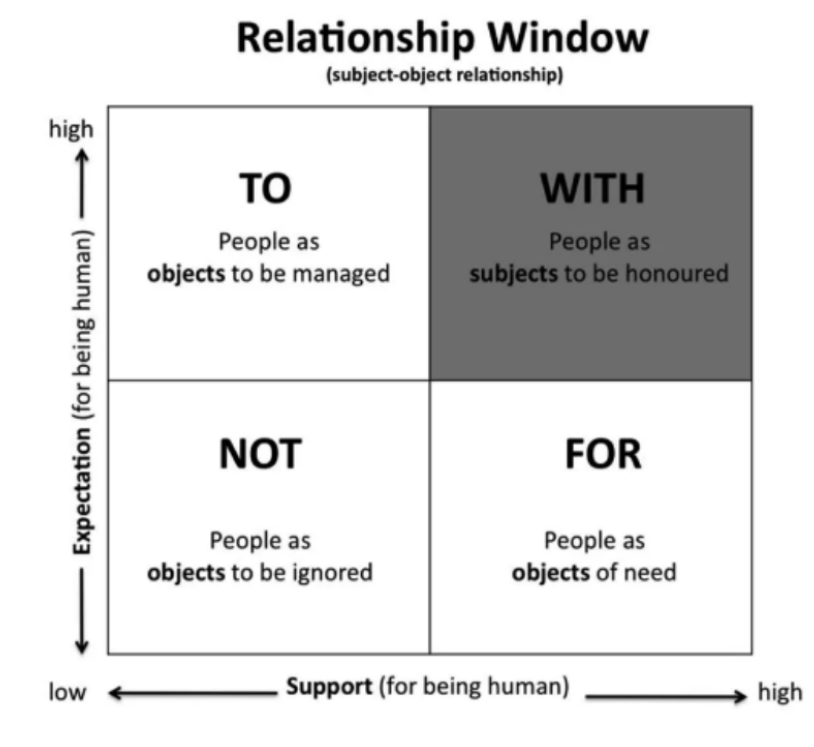 Relationship Window
(subject-object relationship)
high
TO
People as
objects to be managed
WITH
People as
subjects to be honoured
Expectation (for being human)
NOT
People as
objects to be ignored
FOR
People as
objects of need
low
Support (for being human)
high